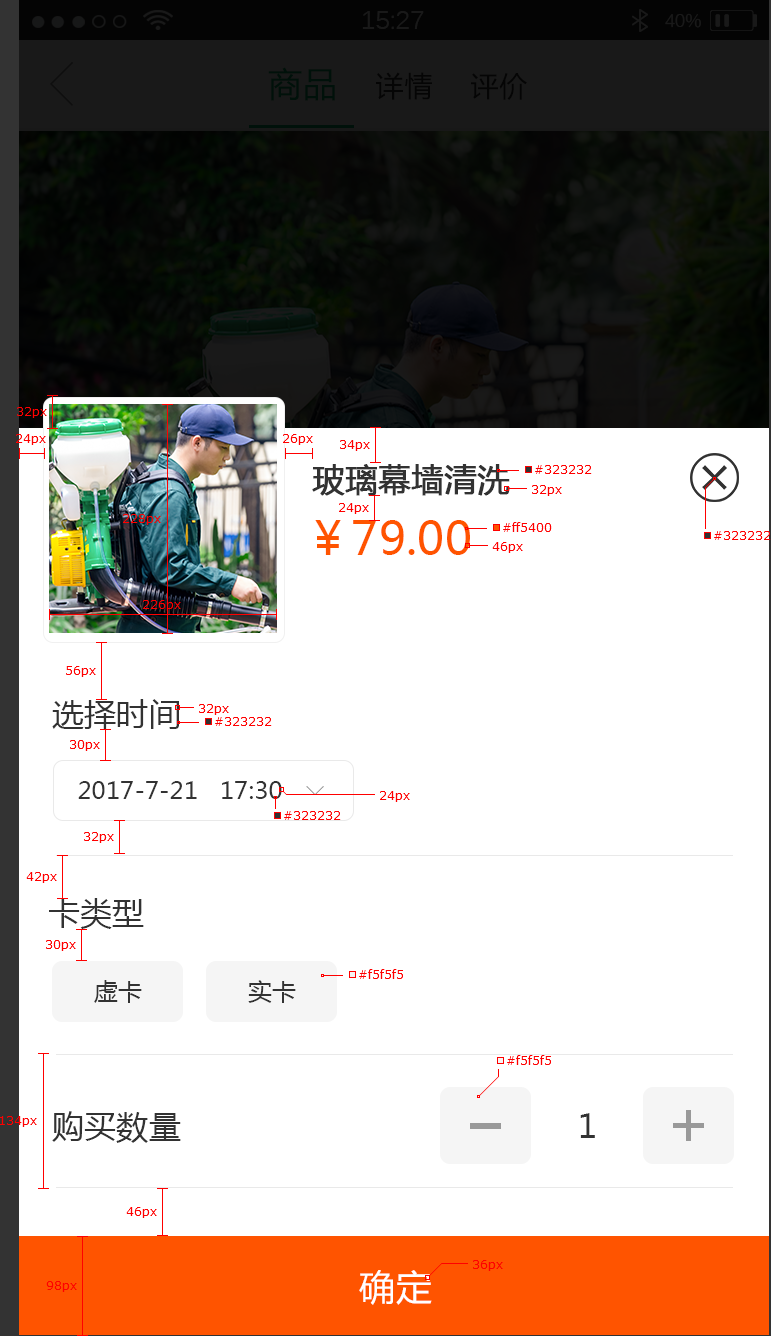 15:27
40%
商品 详情 评价
32px
24px
26px
34px
玻璃幕墙清洗
#323232
32px
24px
¥79.00
#ff5400
46px
#323232
228px
226px
56px
选择时间
32px
#323232
30px
2017-7-21 17:30
24px
#323232
32px
42px
卡类型
30px
虚卡 实卡
#f5f5f5
#f5f5f5
134px
购买数量
1
46px
98px
确定
36px